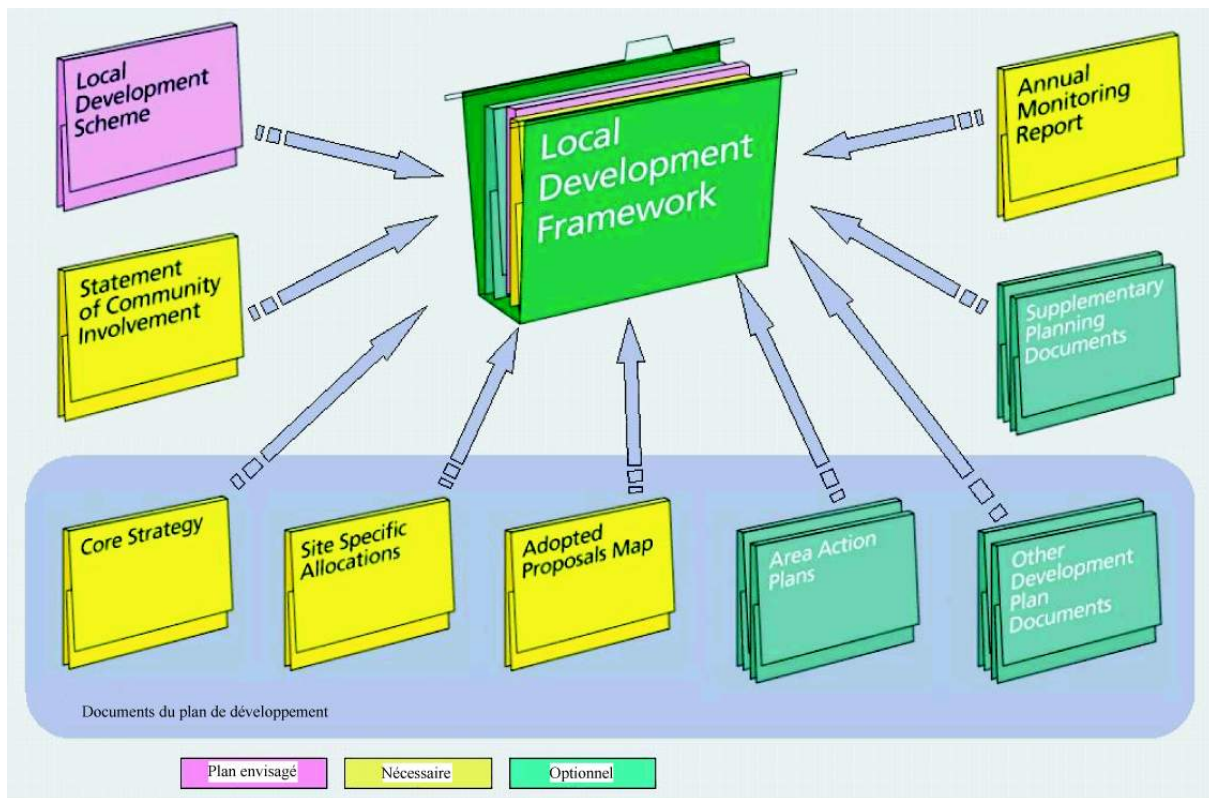 Local
Development
Scheme
Local
Development
Framework
Annual
Monitoring
Report
Statement
of Community
Involvement
Supplementary
Planning
Documents
Core Strategy
Site Specific
Allocations
Adopted
Proposals Map
Area Action
Plans
Other
Development
Plan
Documents
Documents du plan de développement
Plan envisagé
Nécessaire
Optionnel